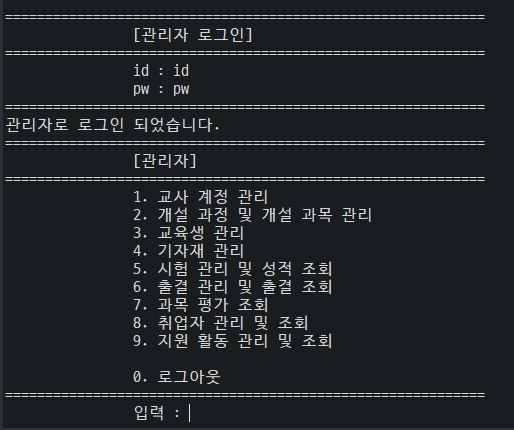 ============================================================
[관리자 로그인]
============================================================
id : id
pw : pw
============================================================
관리자로 로그인 되었습니다.
============================================================
[관리자]
============================================================
1. 교사 계정 관리
2. 개설 과정 및 개설 과목 관리
3. 교육생 관리
4. 기자재 관리
5. 시험 관리 및 성적 조회
6. 출결 관리 및 출결 조회
7. 과목 평가 조회
8. 취업자 관리 및 조회
9. 지원 활동 관리 및 조회
0. 로그아웃
============================================================
입력 :